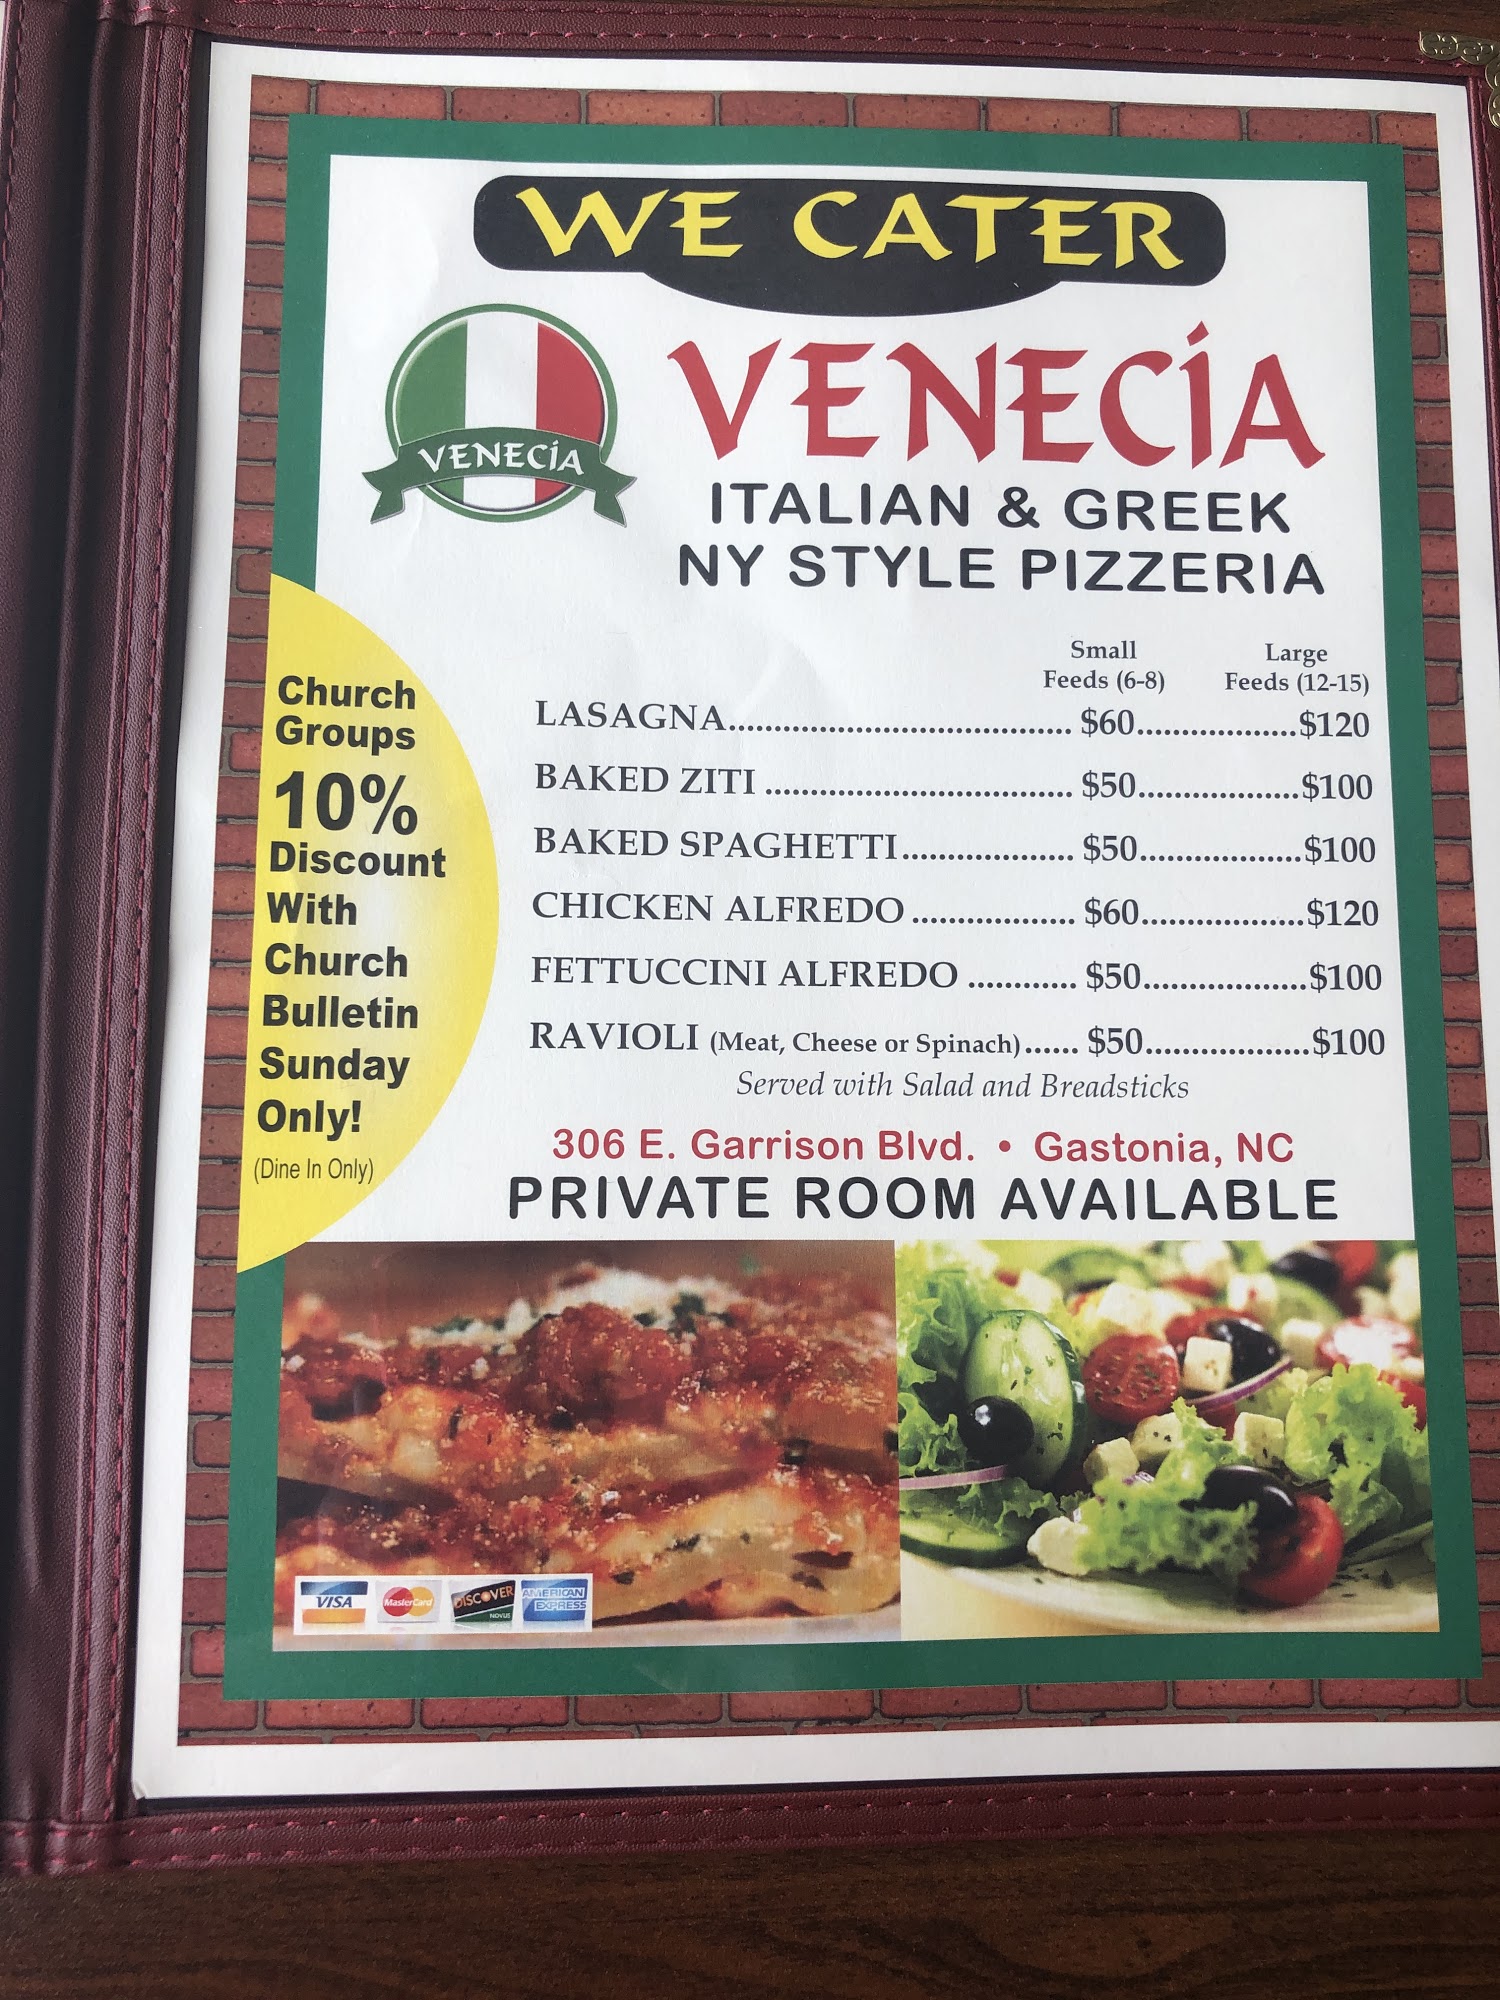 WE CATER
VENECÍA
VENECÍA
ITALIAN & GREEK
NY STYLE PIZZERIA
Small Large
Feeds (6-8) Feeds (12-15)
LASAGNA.................................... $60.................$120
BAKED ZITI ................................. $50.................$100
BAKED SPAGHETTI.................. $50.................$100
CHICKEN ALFREDO ................. $60.................$120
FETTUCCINI ALFREDO ............ $50.................$100
RAVIOLI (Meat, Cheese or Spinach)...... $50.................$100
Served with Salad and Breadsticks
Church
Groups
10%
Discount
With
Church
Bulletin
Sunday
Only!
(Dine In Only)
306 E. Garrison Blvd. • Gastonia, NC
PRIVATE ROOM AVAILABLE
VISA MasterCard DISCOVER NOVUS AMERICAN EXPRESS